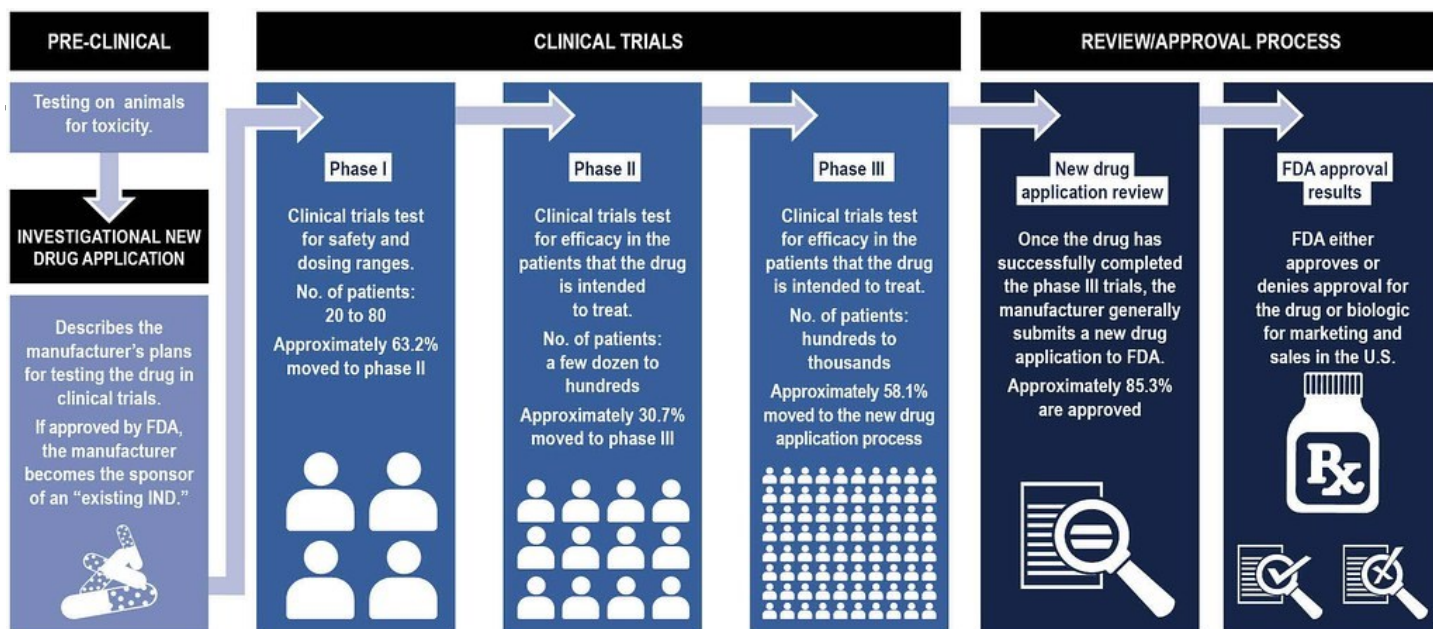 PRE-CLINICAL
Testing on animals
for toxicity.
INVESTIGATIONAL NEW
DRUG APPLICATION
Describes the
manufacturer’s plans
for testing the drug in
clinical trials.
If approved by FDA,
the manufacturer
becomes the sponsor
of an “existing IND.”
CLINICAL TRIALS
Phase I
Clinical trials test
for safety and
dosing ranges.
No. of patients:
20 to 80
Approximately 63.2%
moved to phase II
Phase II
Clinical trials test
for efficacy in the
patients that the drug
is intended
to treat.
No. of patients:
a few dozen to
hundreds
Approximately 30.7%
moved to phase III
Phase III
Clinical trials test
for efficacy in the
patients that the drug
is intended to treat.
No. of patients:
hundreds to
thousands
Approximately 58.1%
moved to the new drug
application process
REVIEW/APPROVAL PROCESS
New drug
application review
Once the drug has
successfully completed
the phase III trials, the
manufacturer generally
submits a new drug
application to FDA.
Approximately 85.3%
are approved
FDA approval
results
FDA either
approves or
denies approval for
the drug or biologic
for marketing and
sales in the U.S.
Rx